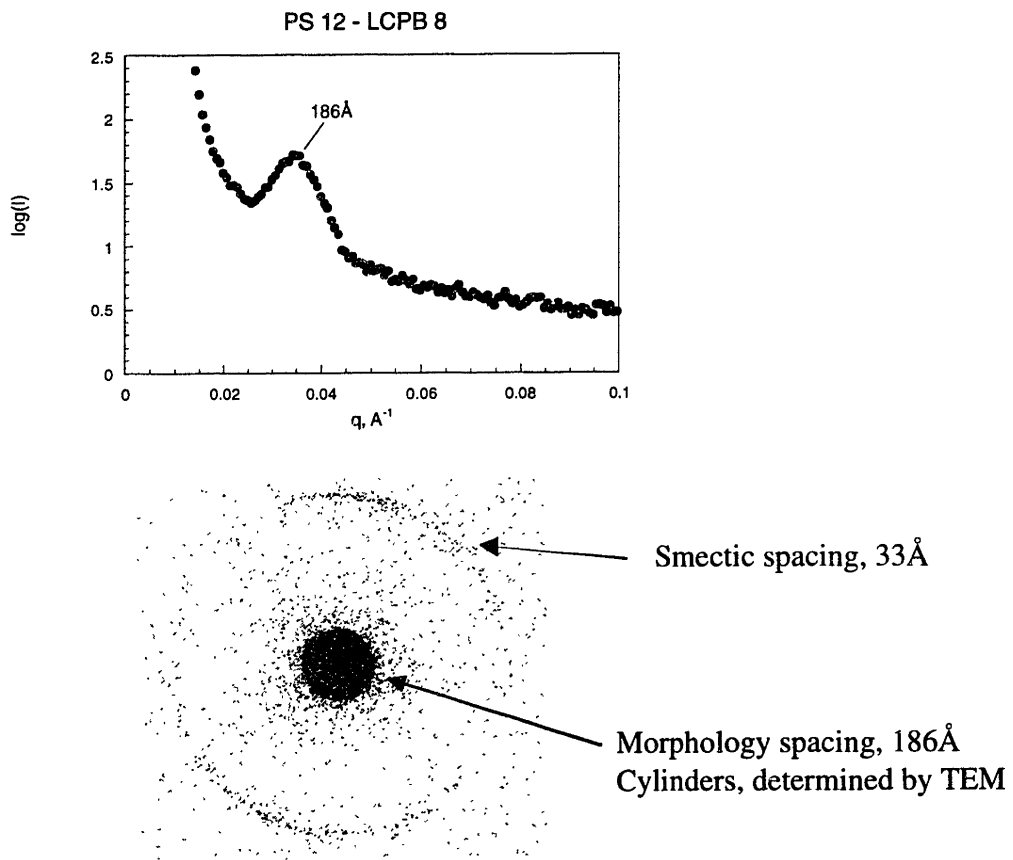 PS 12 - LCPB 8
2.5
2
1.5
1
0.5
0
log(I)
186Å
0
0.02
0.04
0.06
0.08
0.1
q, A⁻¹
Smectic spacing, 33Å
Morphology spacing, 186Å
Cylinders, determined by TEM